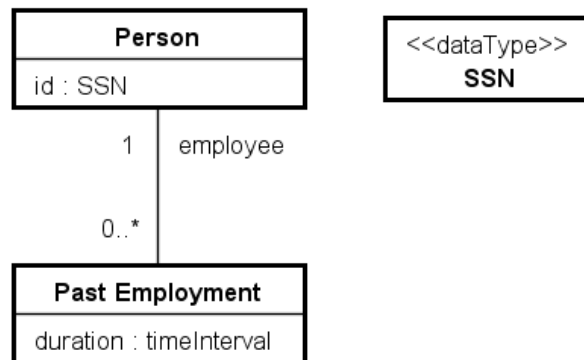 Person
id : SSN
<<dataType>>
SSN
1
employee
0..*
Past Employment
duration : timeInterval